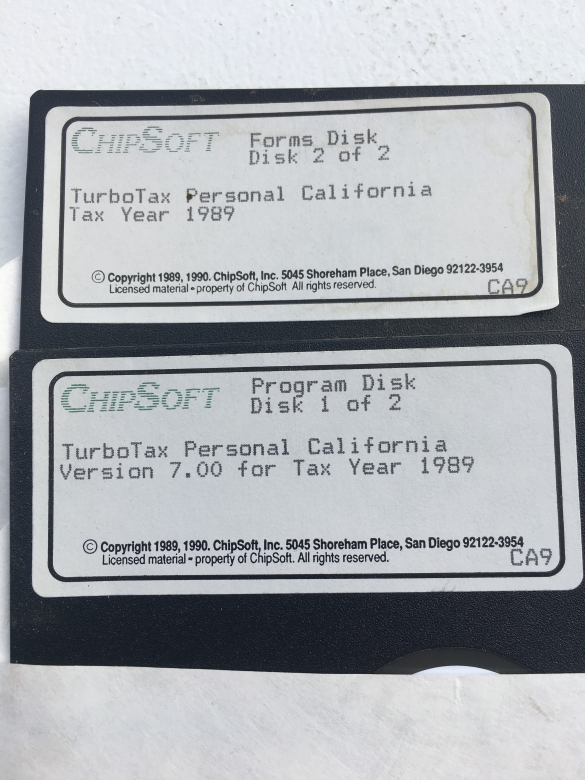 CHIPSOFT
Forms Disk
Disk 2 of 2
TurboTax Personal California
Tax Year 1989
© Copyright 1989, 1990. ChipSoft, Inc. 5045 Shoreham Place, San Diego 92122-3954
Licensed material - property of ChipSoft All rights reserved.
CA9
CHIPSOFT
Program Disk
Disk 1 of 2
TurboTax Personal California
Version 7.00 for Tax Year 1989
© Copyright 1989, 1990. ChipSoft, Inc. 5045 Shoreham Place, San Diego 92122-3954
Licensed material - property of ChipSoft. All rights reserved.
CA9